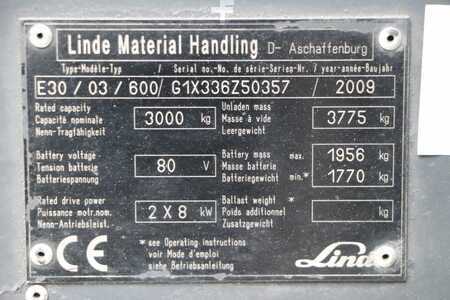 Linde Material Handling D- Aschaffenburg
Type-Modèle-Typ / Serial no.-No. de série-Serien-Nr. / year-année-Baujahr
E30/03/600/ G1X336Z50357 / 2009
Rated capacity
Capacité nominale 3000 kg
Nenn-Tragfähigkeit
Unladen mass
Masse à vide 3775 kg
Leergewicht
Battery voltage
Tension batterie 80 V
Batteriespannung
Battery mass max. 1956 kg
Masse batterie
Batteriegewicht min.* 1770 kg
Rated drive power
Puissance motr.nom. 2X8 kW
Nenn-Antriebsleist.
Ballast weight *
Poids additionnel kg
Zusatzgewicht
CE
* see Operating instructions
voir Mode d'emploi
siehe Betriebsanleitung
Linde